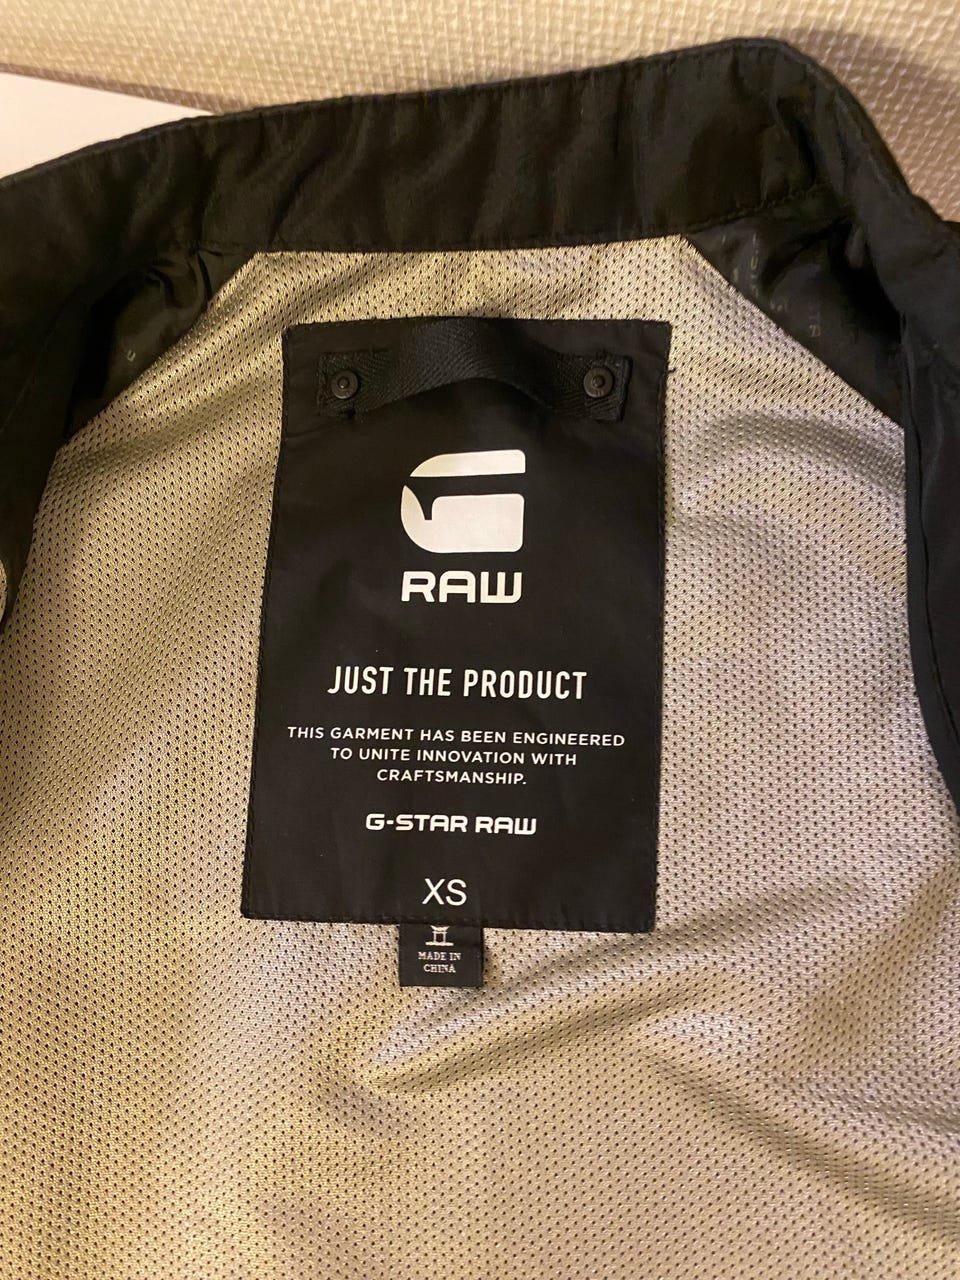 RAW
JUST THE PRODUCT
THIS GARMENT HAS BEEN ENGINEERED
TO UNITE INNOVATION WITH
CRAFTSMANSHIP.
G-STAR RAW
XS
MADE IN
CHINA